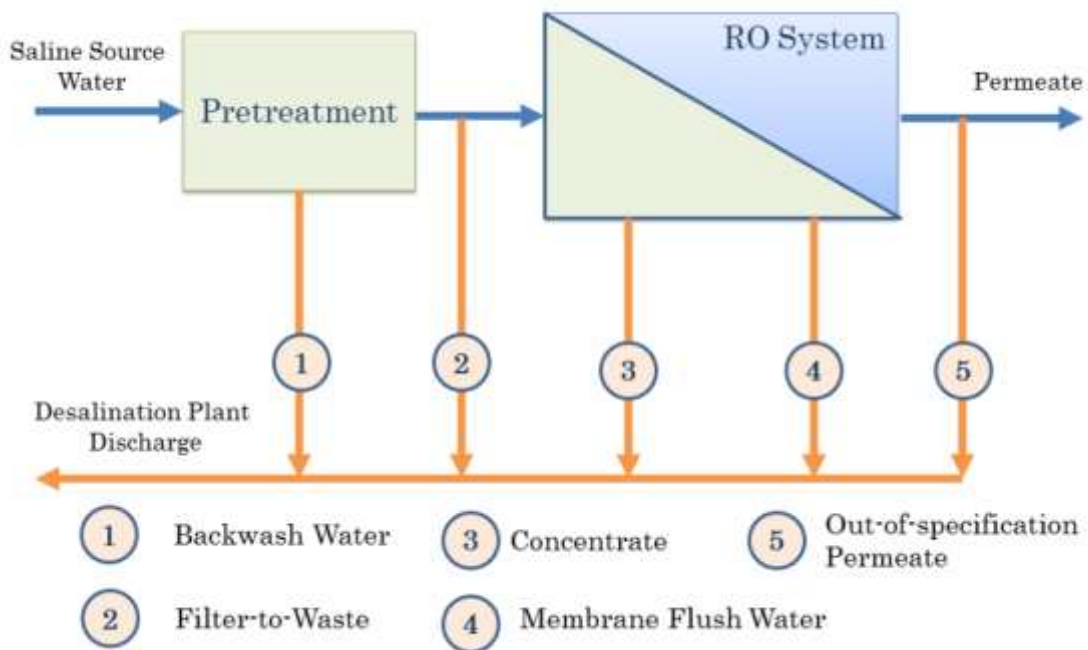 Saline Source
Water
Pretreatment
RO System
Permeate
1
2
3
4
5
Desalination Plant
Discharge
1 Backwash Water
3 Concentrate
5 Out-of-specification
Permeate
2 Filter-to-Waste
4 Membrane Flush Water